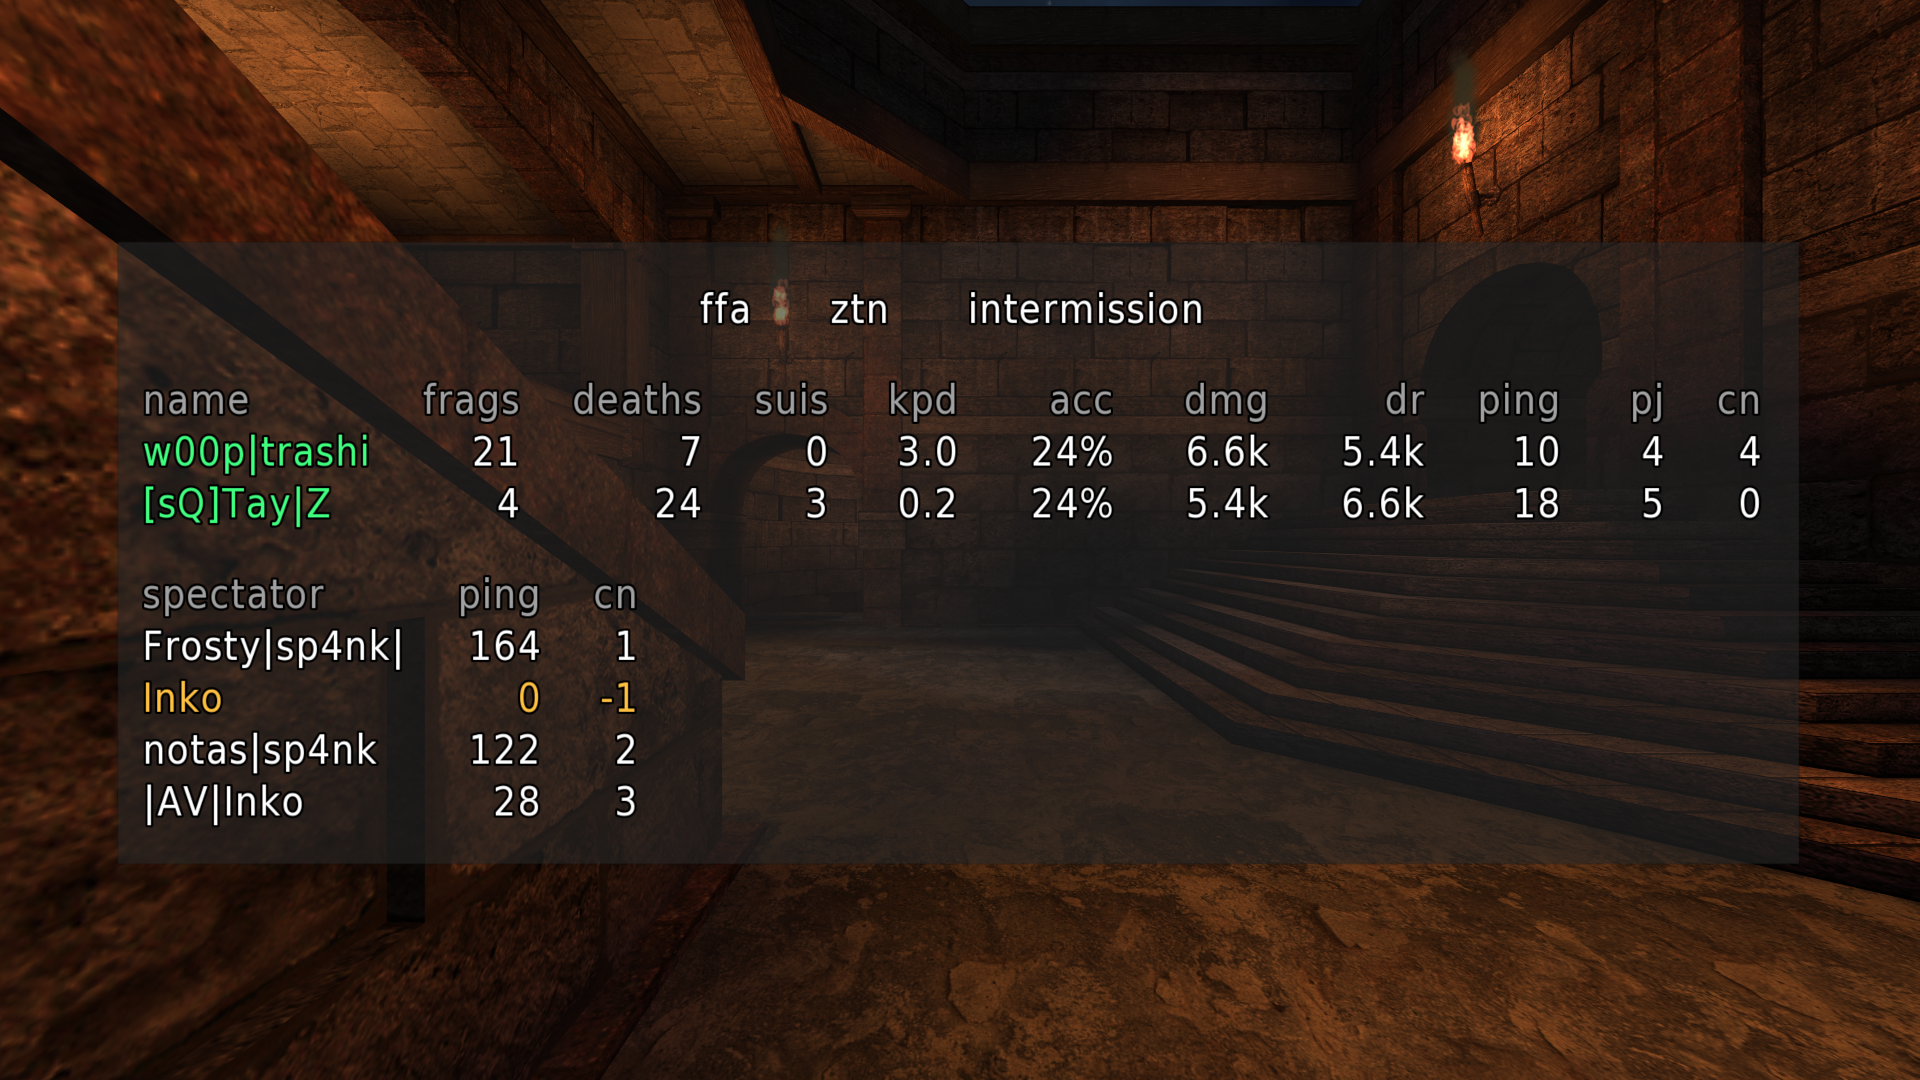 ffa ztn intermission
name frags deaths suis kpd acc dmg dr ping pj cn
w00p|trashi 21 7 0 3.0 24% 6.6k 5.4k 10 4 4
[sQ]Tay|Z 4 24 3 0.2 24% 5.4k 6.6k 18 5 0
spectator ping cn
Frosty|sp4nk| 164 1
Inko 0 -1
notas|sp4nk 122 2
|AV|Inko 28 3